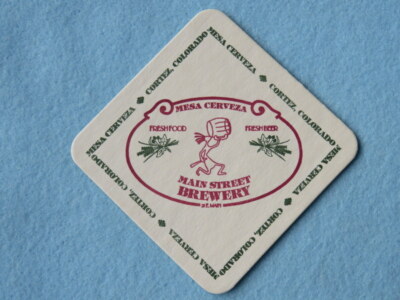 MESA CERVEZA ◆ CORTEZ, COLORADO
MESA CERVEZA ◆ CORTEZ, COLORADO
MESA CERVEZA ◆ CORTEZ, COLORADO
MESA CERVEZA ◆ CORTEZ, COLORADO
MESA CERVEZA
FRESH FOOD
FRESH BEER
MAIN STREET
BREWERY